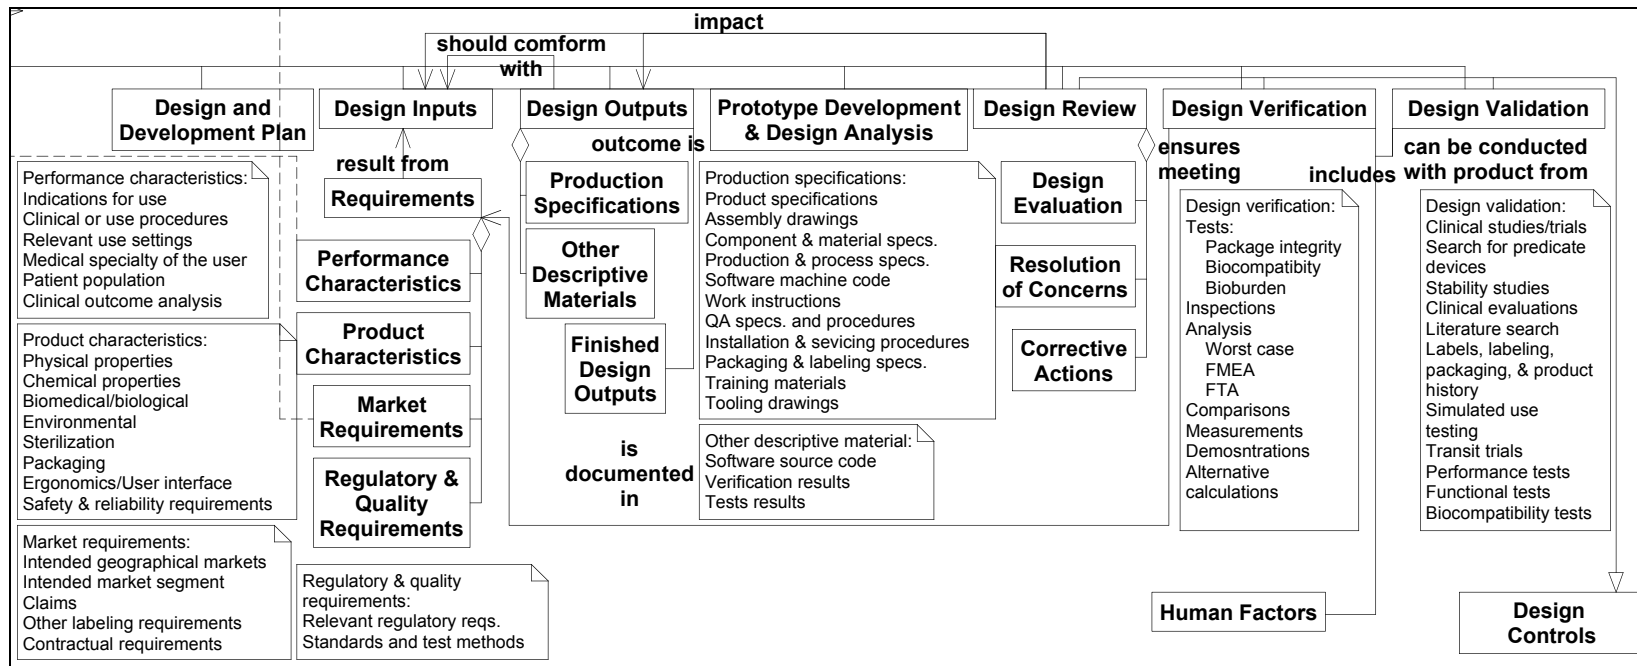 impact
should comform
with
Design and
Development Plan
Design Inputs
Design Outputs
Prototype Development
& Design Analysis
Design Review
Design Verification
Design Validation
result from
outcome is
ensures
meeting
includes
can be conducted
with product from
Performance characteristics:
Indications for use
Clinical or use procedures
Relevant use settings
Medical specialty of the user
Patient population
Clinical outcome analysis
Product characteristics:
Physical properties
Chemical properties
Biomedical/biological
Environmental
Sterilization
Packaging
Ergonomics/User interface
Safety & reliability requirements
Market requirements:
Intended geographical markets
Intended market segment
Claims
Other labeling requirements
Contractual requirements
Requirements
Performance
Characteristics
Product
Characteristics
Market
Requirements
Regulatory &
Quality
Requirements
Regulatory & quality
requirements:
Relevant regulatory reqs.
Standards and test methods
Production
Specifications
Other
Descriptive
Materials
Finished
Design
Outputs
is
documented
in
Production specifications:
Product specifications
Assembly drawings
Component & material specs.
Production & process specs.
Software machine code
Work instructions
QA specs. and procedures
Installation & sevicing procedures
Packaging & labeling specs.
Training materials
Tooling drawings
Other descriptive material:
Software source code
Verification results
Tests results
Design
Evaluation
Resolution
of Concerns
Corrective
Actions
Design verification:
Tests:
Package integrity
Biocompatibity
Bioburden
Inspections
Analysis
Worst case
FMEA
FTA
Comparisons
Measurements
Demosntrations
Alternative
calculations
Design validation:
Clinical studies/trials
Search for predicate
devices
Stability studies
Clinical evaluations
Literature search
Labels, labeling,
packaging, & product
history
Simulated use
testing
Transit trials
Performance tests
Functional tests
Biocompatibility tests
Human Factors
Design
Controls